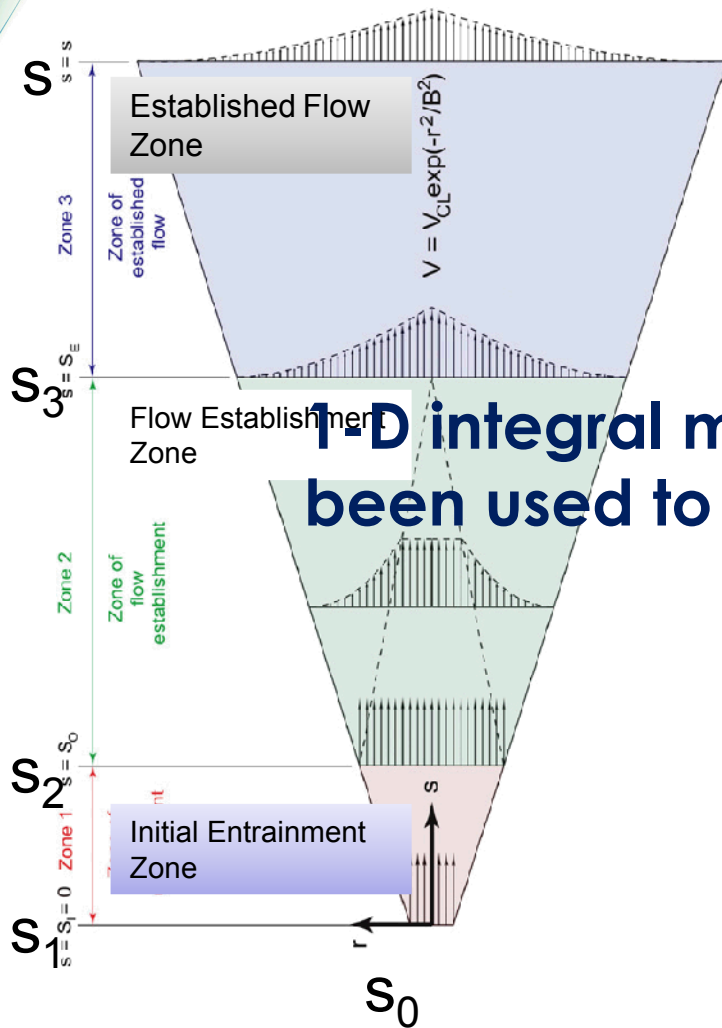 S
s = s
Established Flow
Zone
V = V_CL exp(-r²/B²)
Zone 3
Zone of
established
flow
S₃
s = S_E
Flow Establishment
Zone
1-D integral m
been used to
Zone 2
Zone of
flow
establishment
S₂
s = S_O
Zone 1
Initial Entrainment
Zone
s
S₁
s = S_I = 0
r
S₀